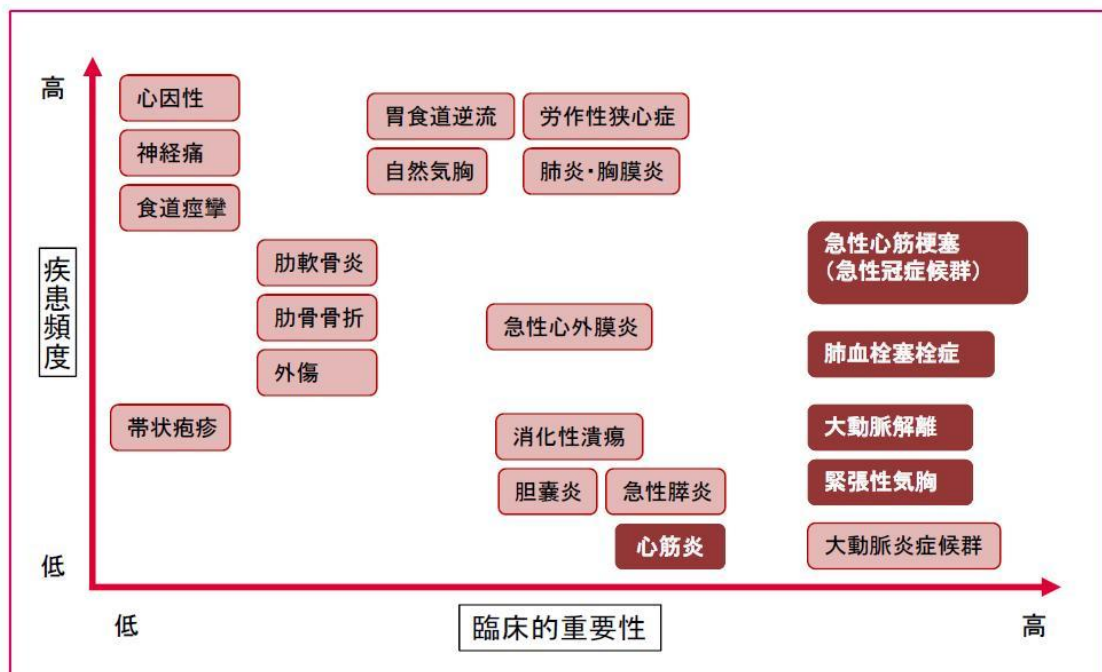 高
心因性
胃食道逆流
労作性狭心症
神経痛
自然気胸
肺炎・胸膜炎
食道痙攣
疾患頻度
肋軟骨炎
急性心筋梗塞
（急性冠症候群）
肋骨骨折
急性心外膜炎
肺血栓塞栓症
外傷
帯状疱疹
消化性潰瘍
大動脈解離
胆嚢炎
急性膵炎
緊張性気胸
心筋炎
大動脈炎症候群
低
低
臨床的重要性
高